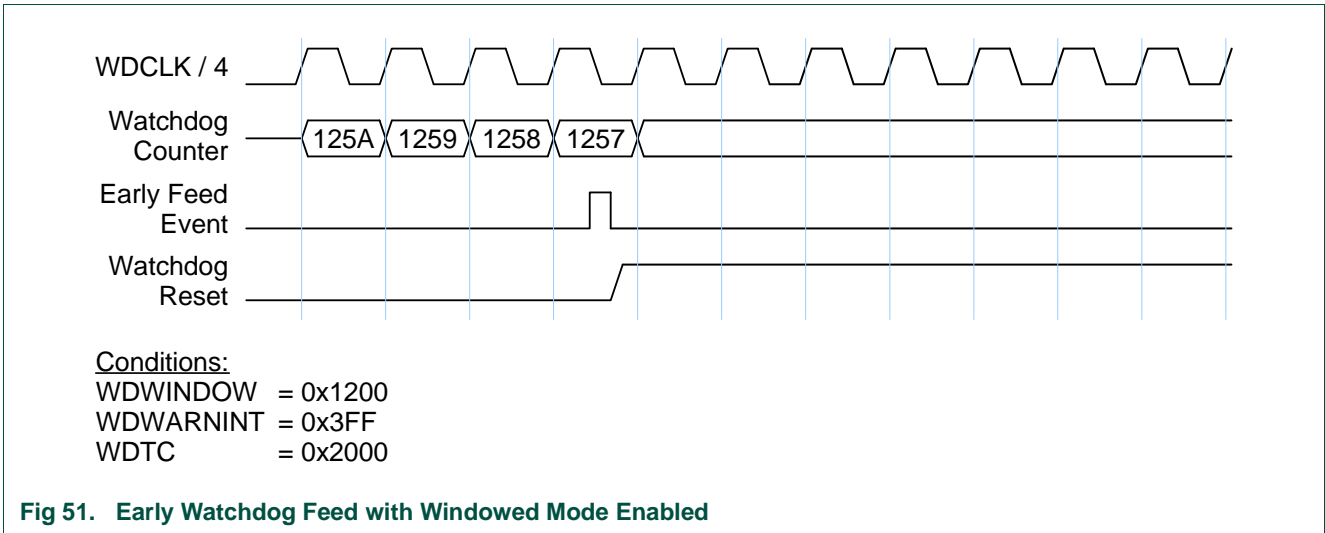 WDCLK / 4
Watchdog
Counter
125A 1259 1258 1257
Early Feed
Event
Watchdog
Reset
Conditions:
WDWINDOW = 0x1200
WDWARNINT = 0x3FF
WDTC = 0x2000
Fig 51. Early Watchdog Feed with Windowed Mode Enabled